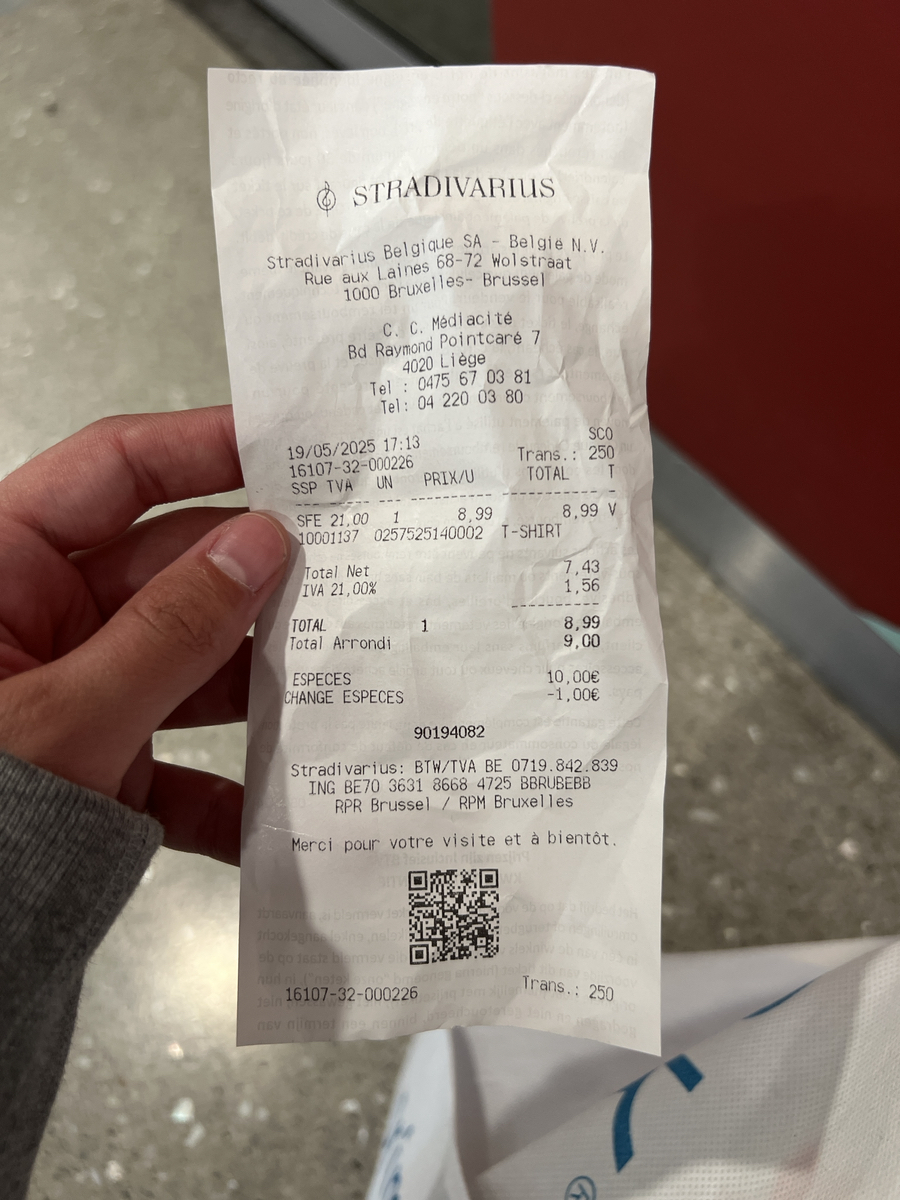 STRADIVARIUS
Stradivarius Belgique SA - Belgie N.V.
Rue aux Laines 68-72 Wolstraat
1000 Bruxelles- Brussel
C. C. Médiacité
Bd Raymond Pointcaré 7
4020 Liège
Tel : 0475 67 03 81
Tel: 04 220 03 80
SCO
19/05/2025 17:13 Trans.: 250
16107-32-000226
SSP TVA UN PRIX/U TOTAL T
SFE 21,00 1 8,99 8,99 V
10001137 0257525140002 T-SHIRT
Total Net 7,43
IVA 21,00% 1,56
TOTAL 1 8,99
Total Arrondi 9,00
ESPECES 10,00€
CHANGE ESPECES -1,00€
90194082
Stradivarius: BTW/TVA BE 0719.842.839
ING BE70 3631 8668 4725 BBRUBEBB
RPR Brussel / RPM Bruxelles
Merci pour votre visite et à bientôt.
16107-32-000226 Trans.: 250